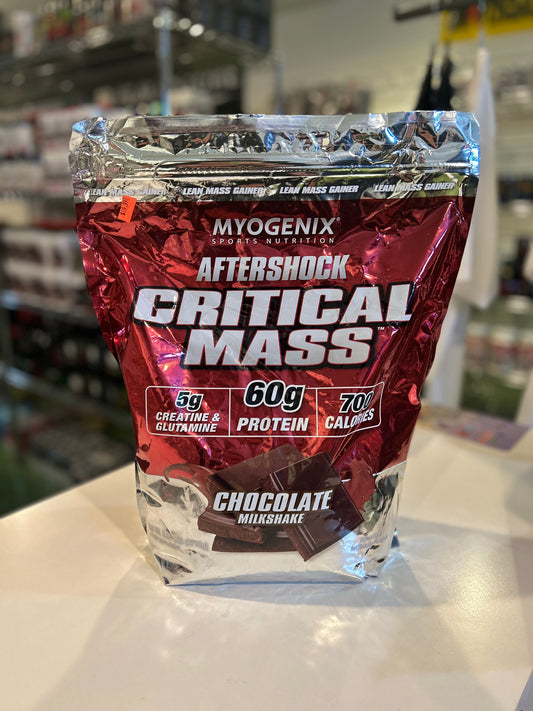 LEAN MASS GAINER LEAN MASS GAINER LEAN MASS GAINER LEAN MASS GAINER
MYOGENIX®
SPORTS NUTRITION
AFTERSHOCK
CRITICAL
MASS™
5g
CREATINE &
GLUTAMINE
60g
PROTEIN
700
CALORIES
CHOCOLATE
MILKSHAKE